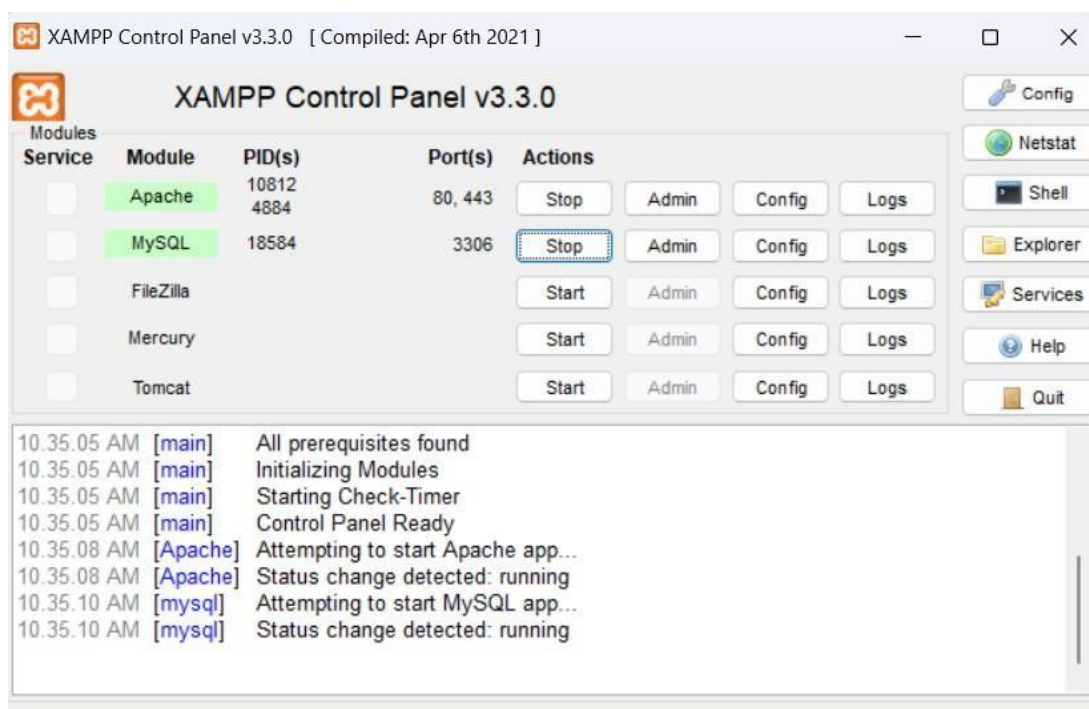 XAMPP Control Panel v3.3.0 [ Compiled: Apr 6th 2021 ]
XAMPP Control Panel v3.3.0
Modules
Service Module PID(s) Port(s) Actions
Apache 10812 4884 80, 443 Stop Admin Config Logs
MySQL 18584 3306 Stop Admin Config Logs
FileZilla Start Admin Config Logs
Mercury Start Admin Config Logs
Tomcat Start Admin Config Logs
Config
Netstat
Shell
Explorer
Services
Help
Quit
10.35.05 AM [main] All prerequisites found
10.35.05 AM [main] Initializing Modules
10.35.05 AM [main] Starting Check-Timer
10.35.05 AM [main] Control Panel Ready
10.35.08 AM [Apache] Attempting to start Apache app...
10.35.08 AM [Apache] Status change detected: running
10.35.10 AM [mysql] Attempting to start MySQL app...
10.35.10 AM [mysql] Status change detected: running